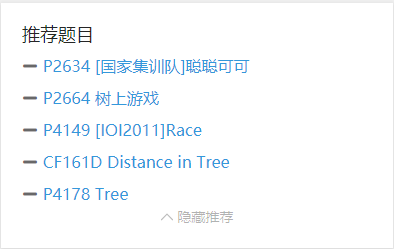 推荐题目
P2634 [国家集训队]聪聪可可
P2664 树上游戏
P4149 [IOI2011]Race
CF161D Distance in Tree
P4178 Tree
隐藏推荐